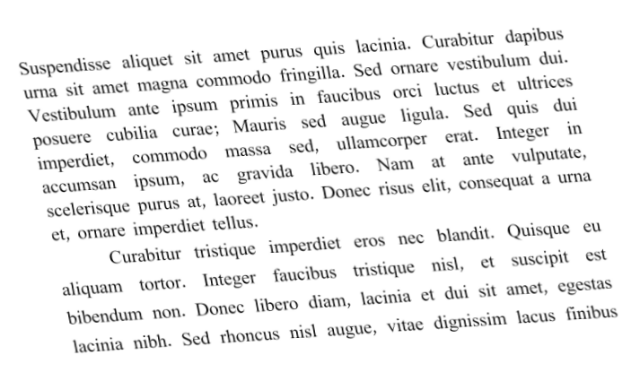 Suspendisse aliquet sit amet purus quis lacinia. Curabitur dapibus
urna sit amet magna commodo fringilla. Sed ornare vestibulum dui.
Vestibulum ante ipsum primis in faucibus orci luctus et ultrices
posuere cubilia curae; Mauris sed augue ligula. Sed quis dui
imperdiet, commodo massa sed, ullamcorper erat. Integer in
accumsan ipsum, ac gravida libero. Nam at ante vulputate,
scelerisque purus at, laoreet justo. Donec risus elit, consequat a urna
et, ornare imperdiet tellus.
Curabitur tristique imperdiet eros nec blandit. Quisque eu
aliquam tortor. Integer faucibus tristique nisl, et suscipit est
bibendum non. Donec libero diam, lacinia et dui sit amet, egestas
lacinia nibh. Sed rhoncus nisl augue, vitae dignissim lacus finibus